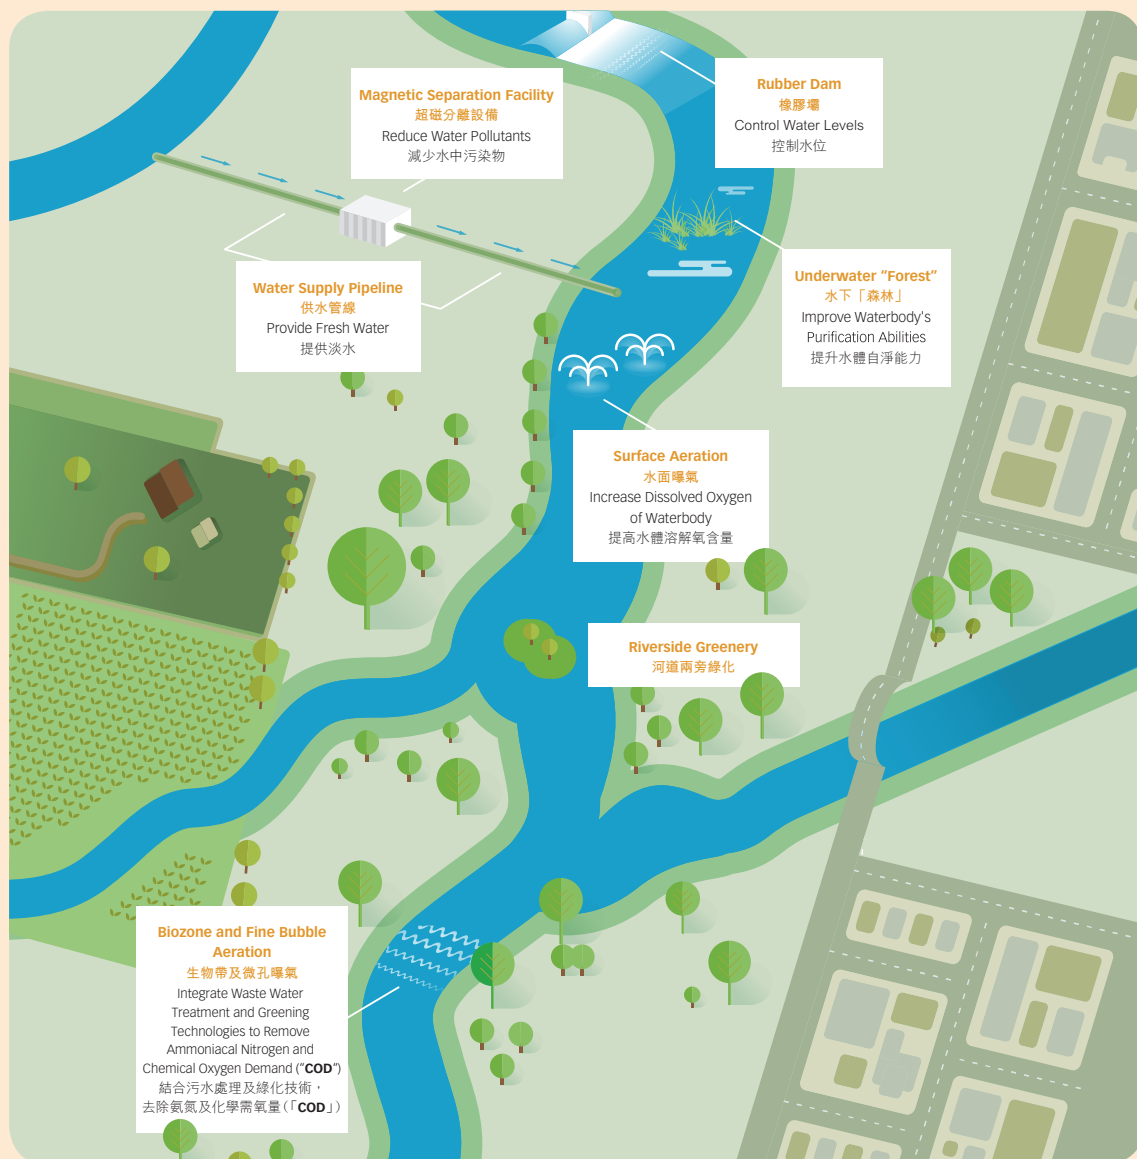 Magnetic Separation Facility
超磁分離設備
Reduce Water Pollutants
減少水中污染物
Rubber Dam
橡膠壩
Control Water Levels
控制水位
Water Supply Pipeline
供水管線
Provide Fresh Water
提供淡水
Underwater “Forest”
水下「森林」
Improve Waterbody’s
Purification Abilities
提升水體自淨能力
Surface Aeration
水面曝氣
Increase Dissolved Oxygen
of Waterbody
提高水體溶解氧含量
Riverside Greenery
河道兩旁綠化
Biozone and Fine Bubble
Aeration
生物帶及微孔曝氣
Integrate Waste Water
Treatment and Greening
Technologies to Remove
Ammoniacal Nitrogen and
Chemical Oxygen Demand (“COD”)
結合污水處理及綠化技術，
去除氨氮及化學需氧量（「COD」）